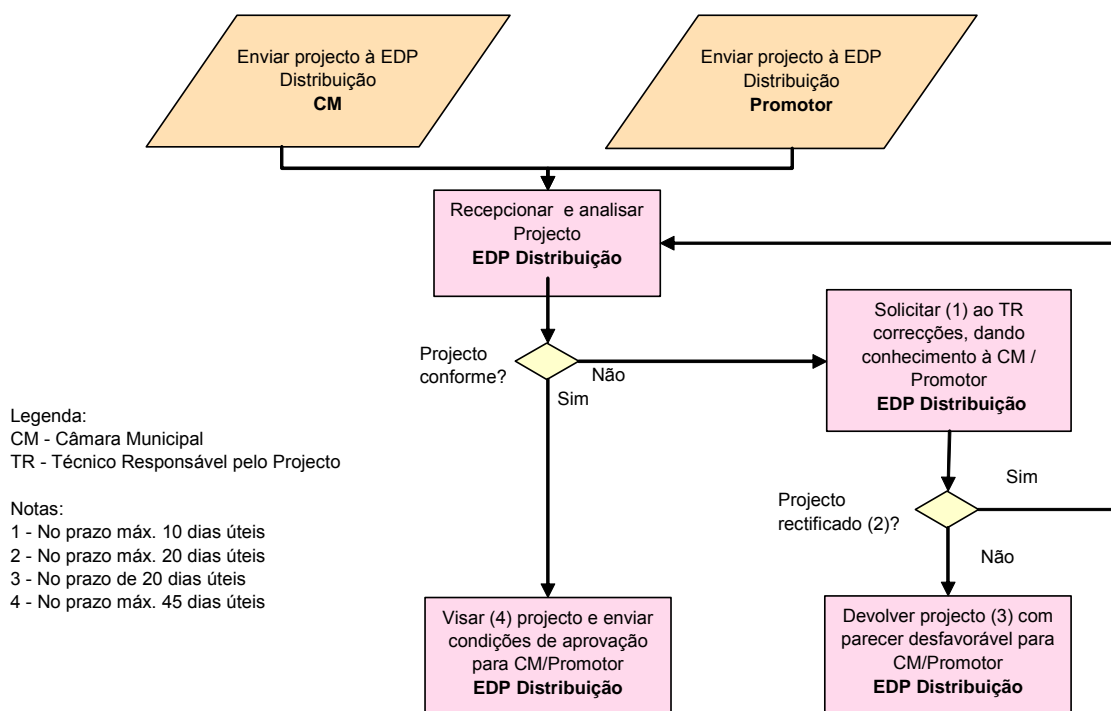 Enviar projecto à EDP
Distribuição
CM
Enviar projecto à EDP
Distribuição
Promotor
Recepcionar e analisar
Projecto
EDP Distribuição
Projecto
conforme?
Não
Sim
Solicitar (1) ao TR
correcções, dando
conhecimento à CM /
Promotor
EDP Distribuição
Legenda:
CM - Câmara Municipal
TR - Técnico Responsável pelo Projecto
Notas:
1 - No prazo máx. 10 dias úteis
2 - No prazo máx. 20 dias úteis
3 - No prazo de 20 dias úteis
4 - No prazo máx. 45 dias úteis
Projecto
rectificado (2)?
Sim
Não
Visar (4) projecto e enviar
condições de aprovação
para CM/Promotor
EDP Distribuição
Devolver projecto (3) com
parecer desfavorável para
CM/Promotor
EDP Distribuição